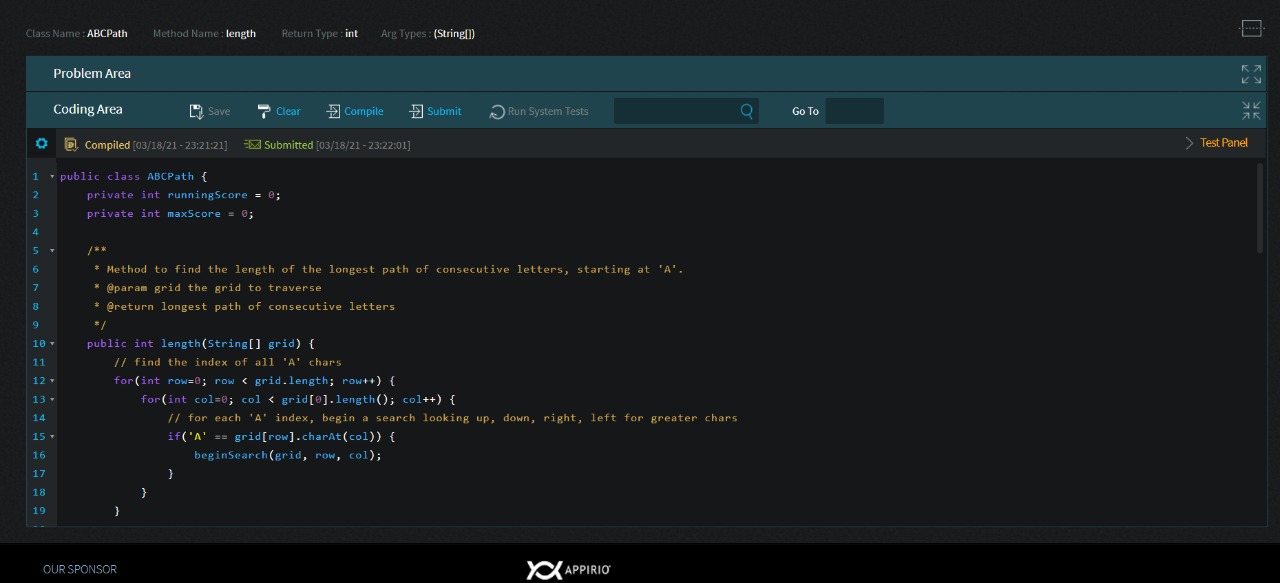 Class Name : ABCPath Method Name : length Return Type : int Arg Types : (String[])
Problem Area
Coding Area Save Clear Compile Submit Run System Tests Go To
Compiled [03/18/21 - 23:21:21] Submitted [03/18/21 - 23:22:01] Test Panel
1 public class ABCPath {
2 private int runningScore = 0;
3 private int maxScore = 0;
4
5 /**
6 * Method to find the length of the longest path of consecutive letters, starting at 'A'.
7 * @param grid the grid to traverse
8 * @return longest path of consecutive letters
9 */
10 public int length(String[] grid) {
11 // find the index of all 'A' chars
12 for(int row=0; row < grid.length; row++) {
13 for(int col=0; col < grid[0].length(); col++) {
14 // for each 'A' index, begin a search looking up, down, right, left for greater chars
15 if('A' == grid[row].charAt(col)) {
16 beginSearch(grid, row, col);
17 }
18 }
19 }
OUR SPONSOR APPIRIO